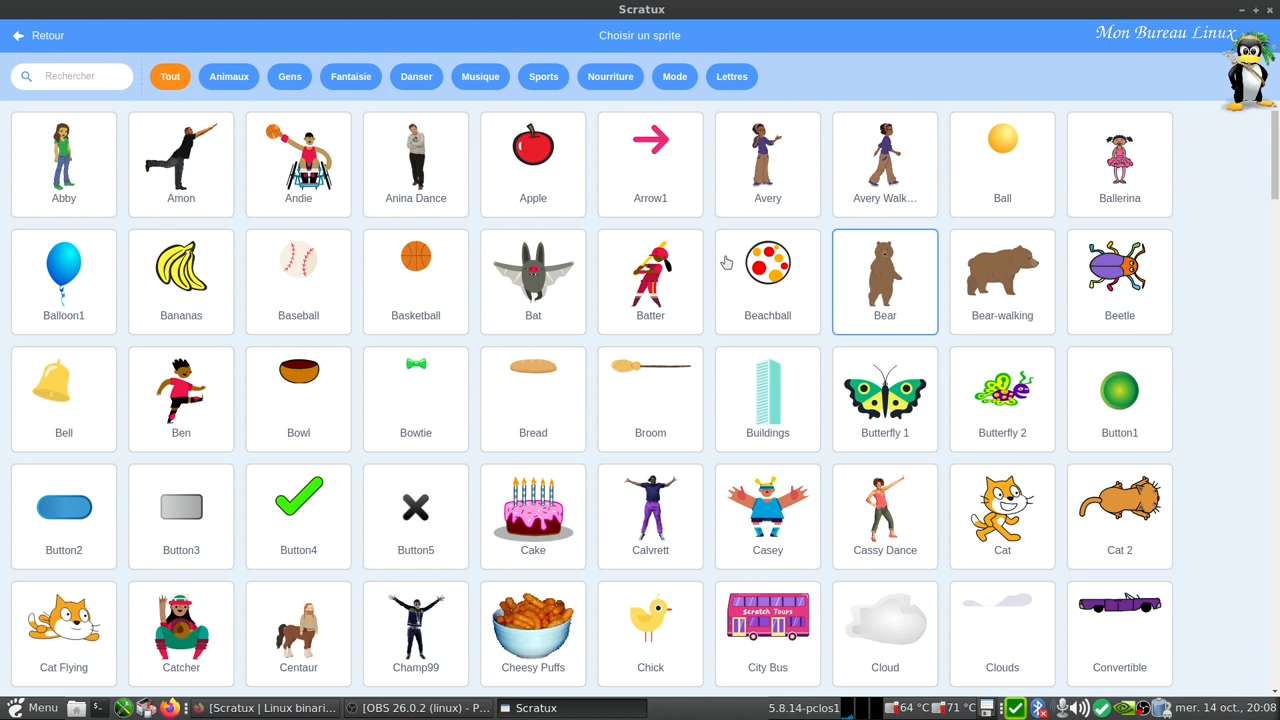 Scratux
Retour
Choisir un sprite
Mon Bureau Linux
Rechercher
Tout
Animaux
Gens
Fantaisie
Danser
Musique
Sports
Nourriture
Mode
Lettres
Abby
Amon
Andie
Anina Dance
Apple
Arrow1
Avery
Avery Walk…
Ball
Ballerina
Balloon1
Bananas
Baseball
Basketball
Bat
Batter
Beachball
Bear
Bear-walking
Beetle
Bell
Ben
Bowl
Bowtie
Bread
Broom
Buildings
Butterfly 1
Butterfly 2
Button1
Button2
Button3
Button4
Button5
Cake
Calvrett
Casey
Cassy Dance
Cat
Cat 2
Scratch Tours
Cat Flying
Catcher
Centaur
Champ99
Cheesy Puffs
Chick
City Bus
Cloud
Clouds
Convertible
Menu
[Scratux | Linux binari...
[OBS 26.0.2 (linux) - P...
Scratux
5.8.14-pclos1
64 °C
71 °C
mer. 14 oct., 20:08